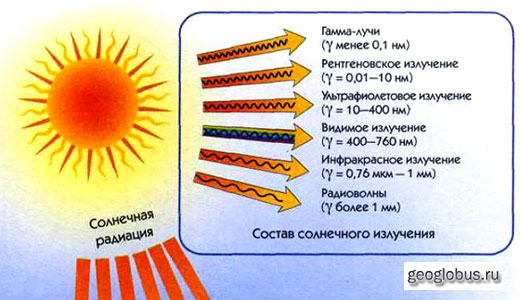 Гамма-лучи
(γ менее 0,1 нм)
Рентгеновское излучение
(γ = 0,01—10 нм)
Ультрафиолетовое излучение
(γ = 10—400 нм)
Видимое излучение
(γ = 400—760 нм)
Инфракрасное излучение
(γ = 0,76 мкм — 1 мм)
Радиоволны
(γ более 1 мм)
Солнечная
радиация
Состав солнечного излучения
geoglobus.ru